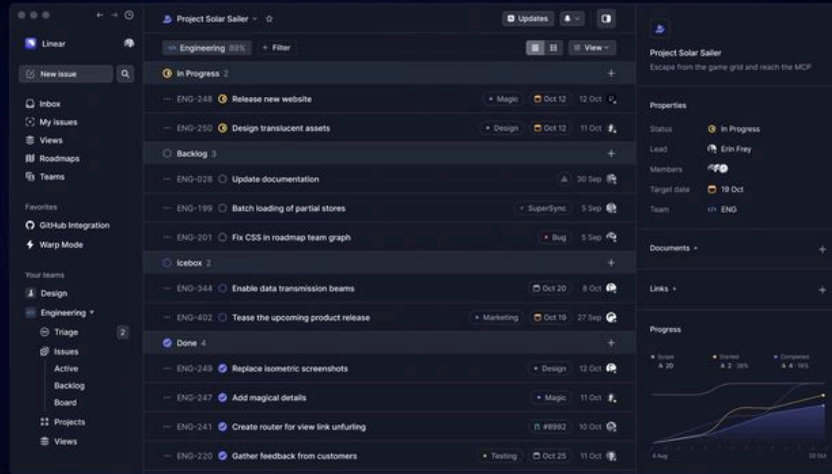 Linear
New issue
Inbox
My issues
Views
Roadmaps
Teams
Favorites
GitHub Integration
Warp Mode
Your teams
Design
Engineering
Triage 2
Issues
Active
Backlog
Board
Projects
Views
Project Solar Sailer
Updates
Engineering 89%
+ Filter
View
In Progress 2
ENG-248 Release new website Magic Oct 12 12 Oct
ENG-250 Design translucent assets Design Oct 12 11 Oct
Backlog 3
ENG-028 Update documentation 30 Sep
ENG-199 Batch loading of partial stores SuperSync 5 Sep
ENG-201 Fix CSS in roadmap team graph Bug 5 Sep
Icebox 2
ENG-344 Enable data transmission beams Oct 20 8 Oct
ENG-402 Tease the upcoming product release Marketing Oct 19 27 Sep
Done 4
ENG-249 Replace isometric screenshots Design 12 Oct
ENG-247 Add magical details Magic 11 Oct
ENG-241 Create router for view link unfurling #8992 10 Oct
ENG-220 Gather feedback from customers Testing Oct 25 11 Oct
Project Solar Sailer
Escape from the game grid and reach the MCP
Properties
Status In Progress
Lead Erin Frey
Members
Target date 19 Oct
Team ENG
Documents
Links
Progress
Scope Started Completed
20 2 · 26% 4 · 16%
4 Aug 20 Oct